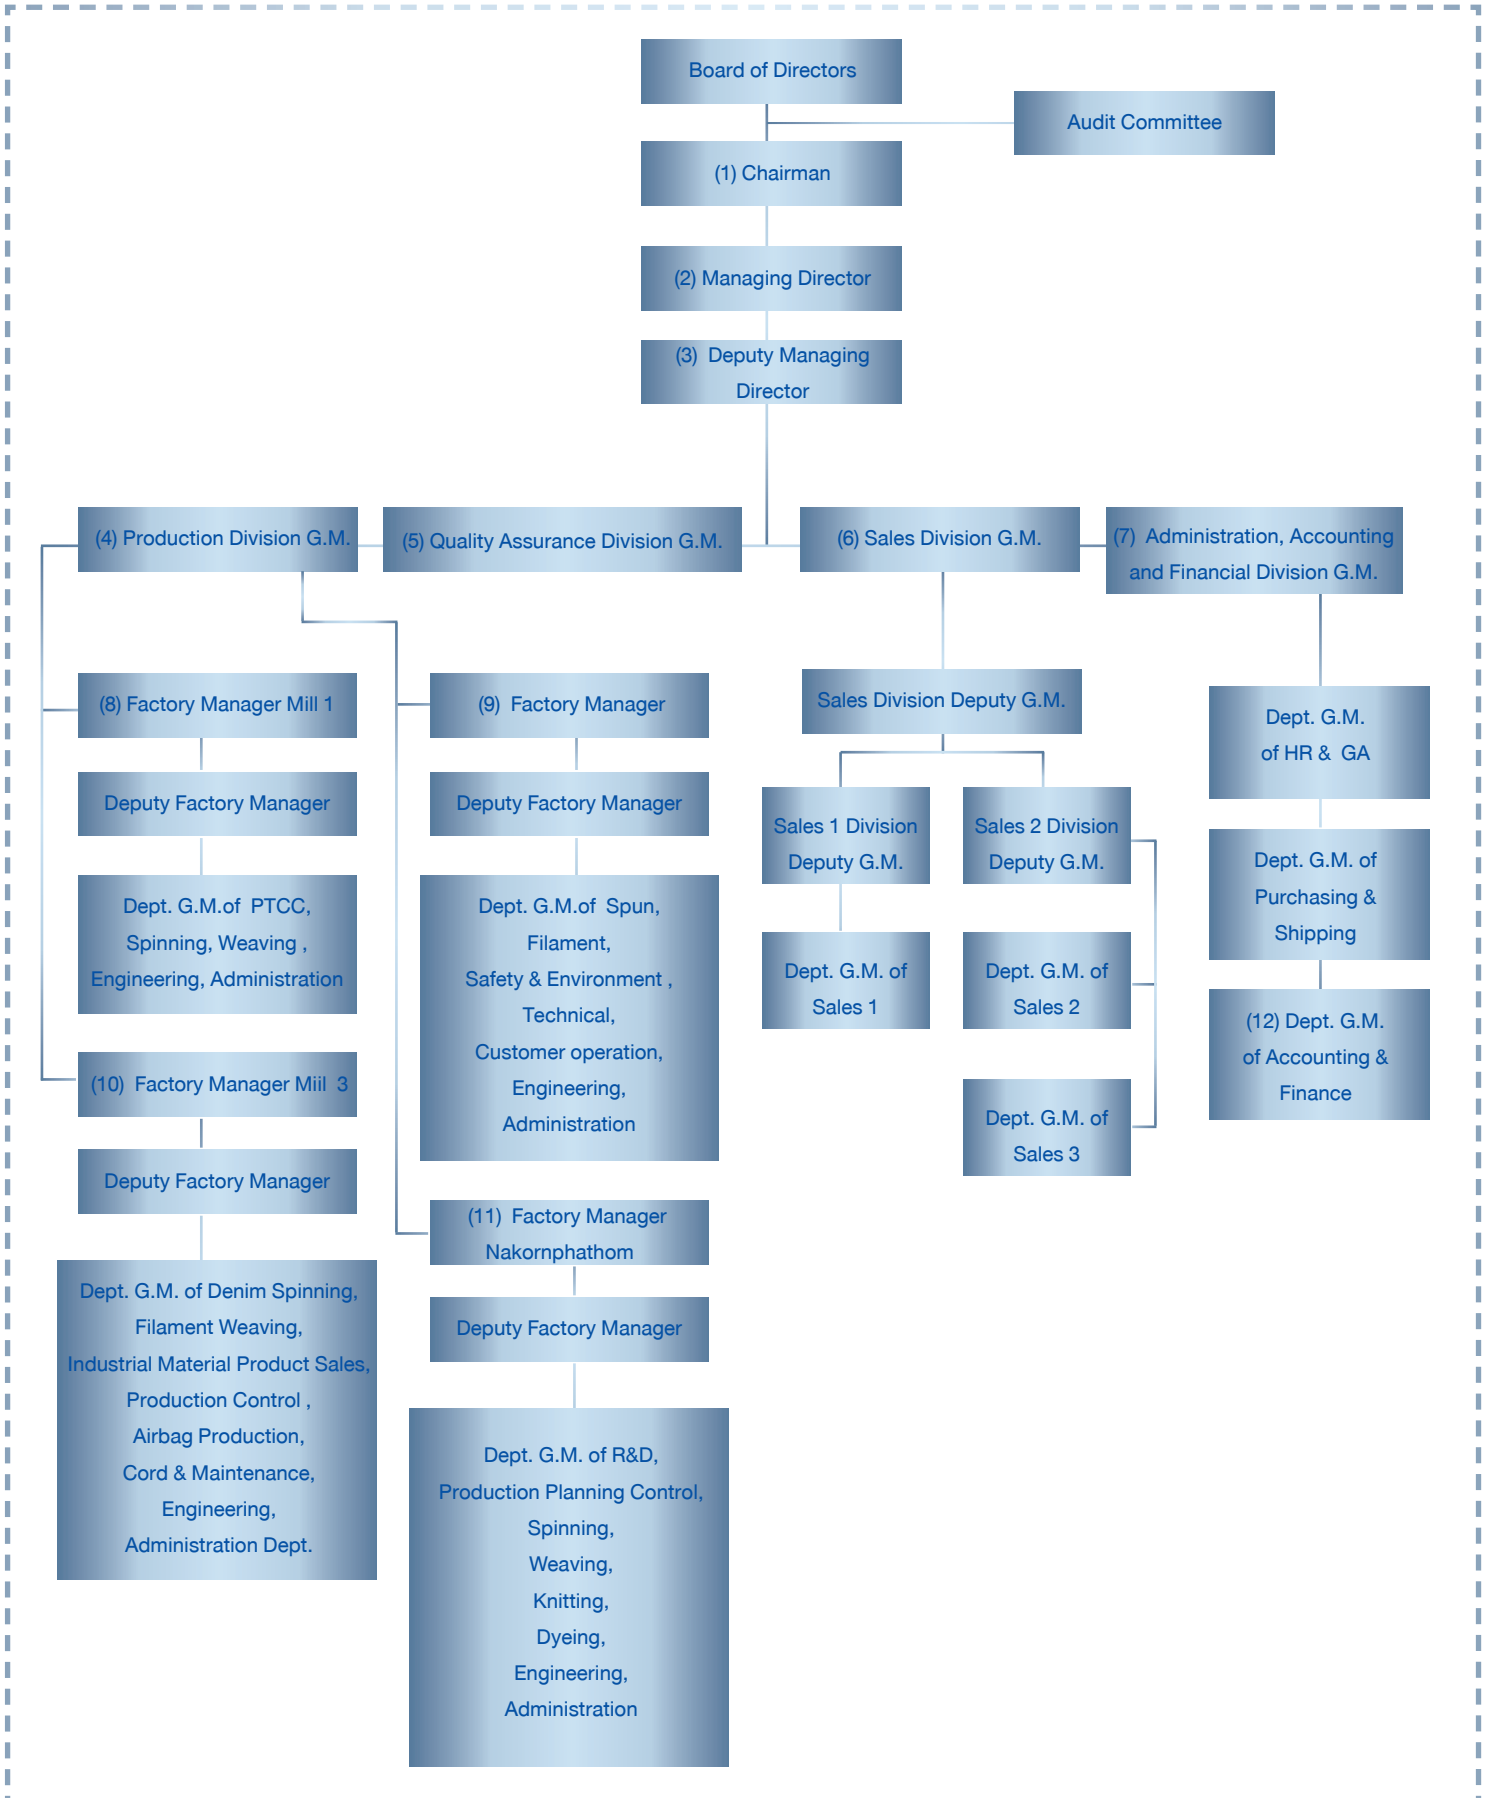 Board of Directors
Audit Committee
(1) Chairman
(2) Managing Director
(3) Deputy Managing
Director
(4) Production Division G.M.
(5) Quality Assurance Division G.M.
(6) Sales Division G.M.
(7) Administration, Accounting
and Financial Division G.M.
(8) Factory Manager Mill 1
Deputy Factory Manager
Dept. G.M.of PTCC,
Spinning, Weaving ,
Engineering, Administration
(10) Factory Manager Miil 3
Deputy Factory Manager
Dept. G.M. of Denim Spinning,
Filament Weaving,
Industrial Material Product Sales,
Production Control ,
Airbag Production,
Cord & Maintenance,
Engineering,
Administration Dept.
(9) Factory Manager
Deputy Factory Manager
Dept. G.M.of Spun,
Filament,
Safety & Environment ,
Technical,
Customer operation,
Engineering,
Administration
(11) Factory Manager
Nakornphathom
Deputy Factory Manager
Dept. G.M. of R&D,
Production Planning Control,
Spinning,
Weaving,
Knitting,
Dyeing,
Engineering,
Administration
Sales Division Deputy G.M.
Sales 1 Division
Deputy G.M.
Dept. G.M. of
Sales 1
Sales 2 Division
Deputy G.M.
Dept. G.M. of
Sales 2
Dept. G.M. of
Sales 3
Dept. G.M.
of HR & GA
Dept. G.M. of
Purchasing &
Shipping
(12) Dept. G.M.
of Accounting &
Finance